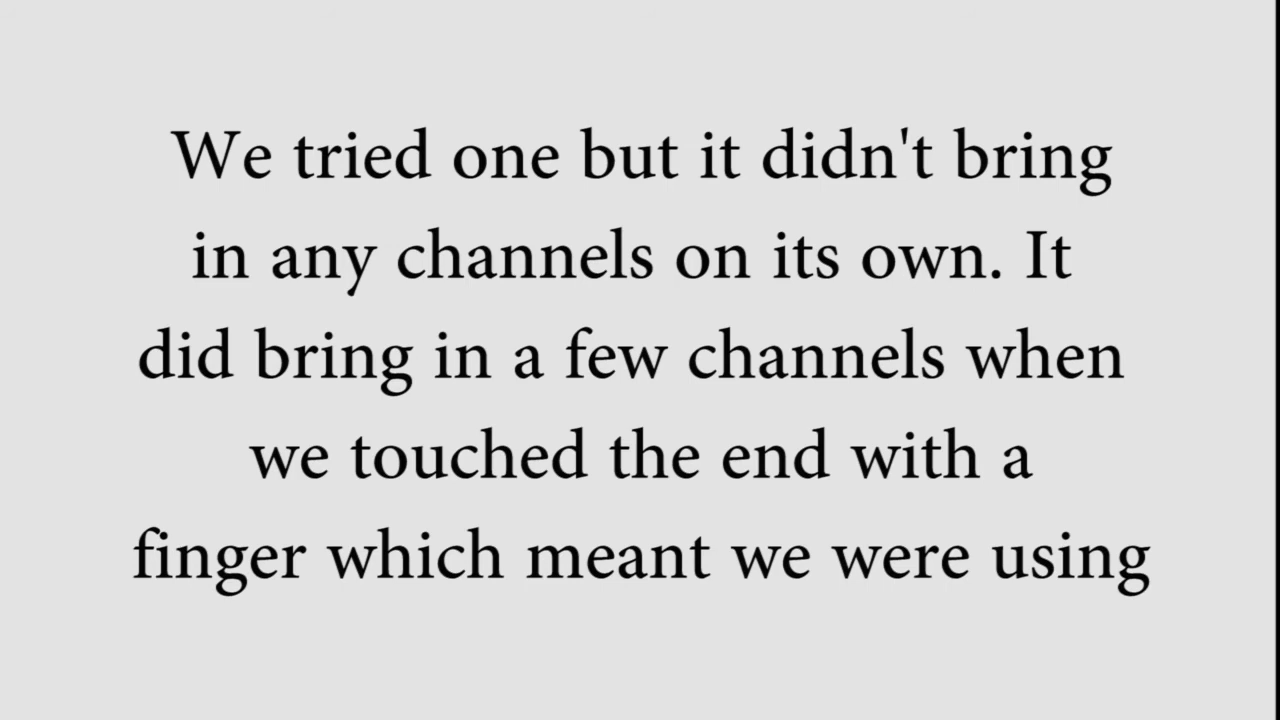 We tried one but it didn't bring
in any channels on its own. It
did bring in a few channels when
we touched the end with a
finger which meant we were using